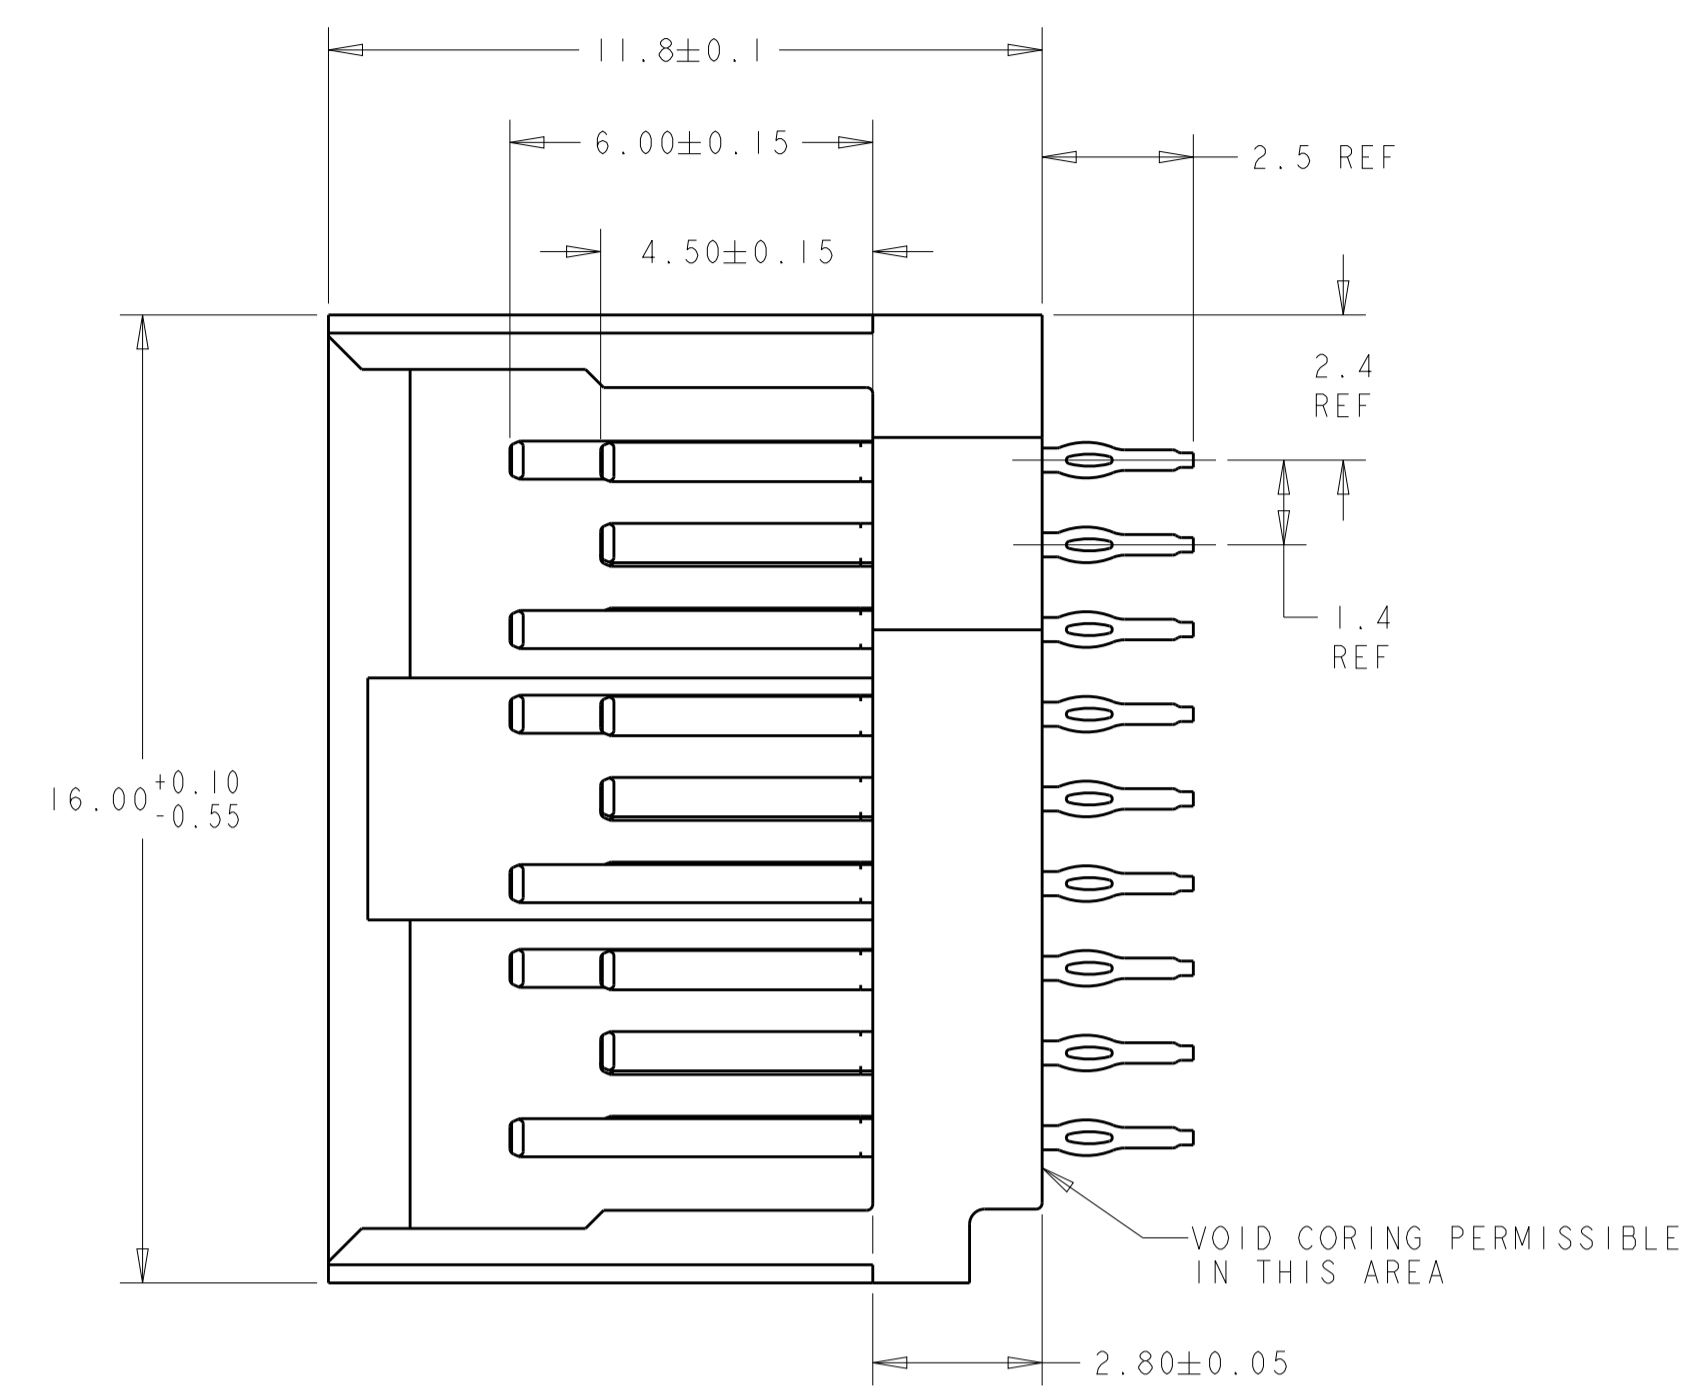 11.8±0.1
6.00±0.15
2.5 REF
4.50±0.15
2.4
REF
1.4
REF
16.00 +0.10
-0.55
VOID CORING PERMISSIBLE
IN THIS AREA
2.80±0.05